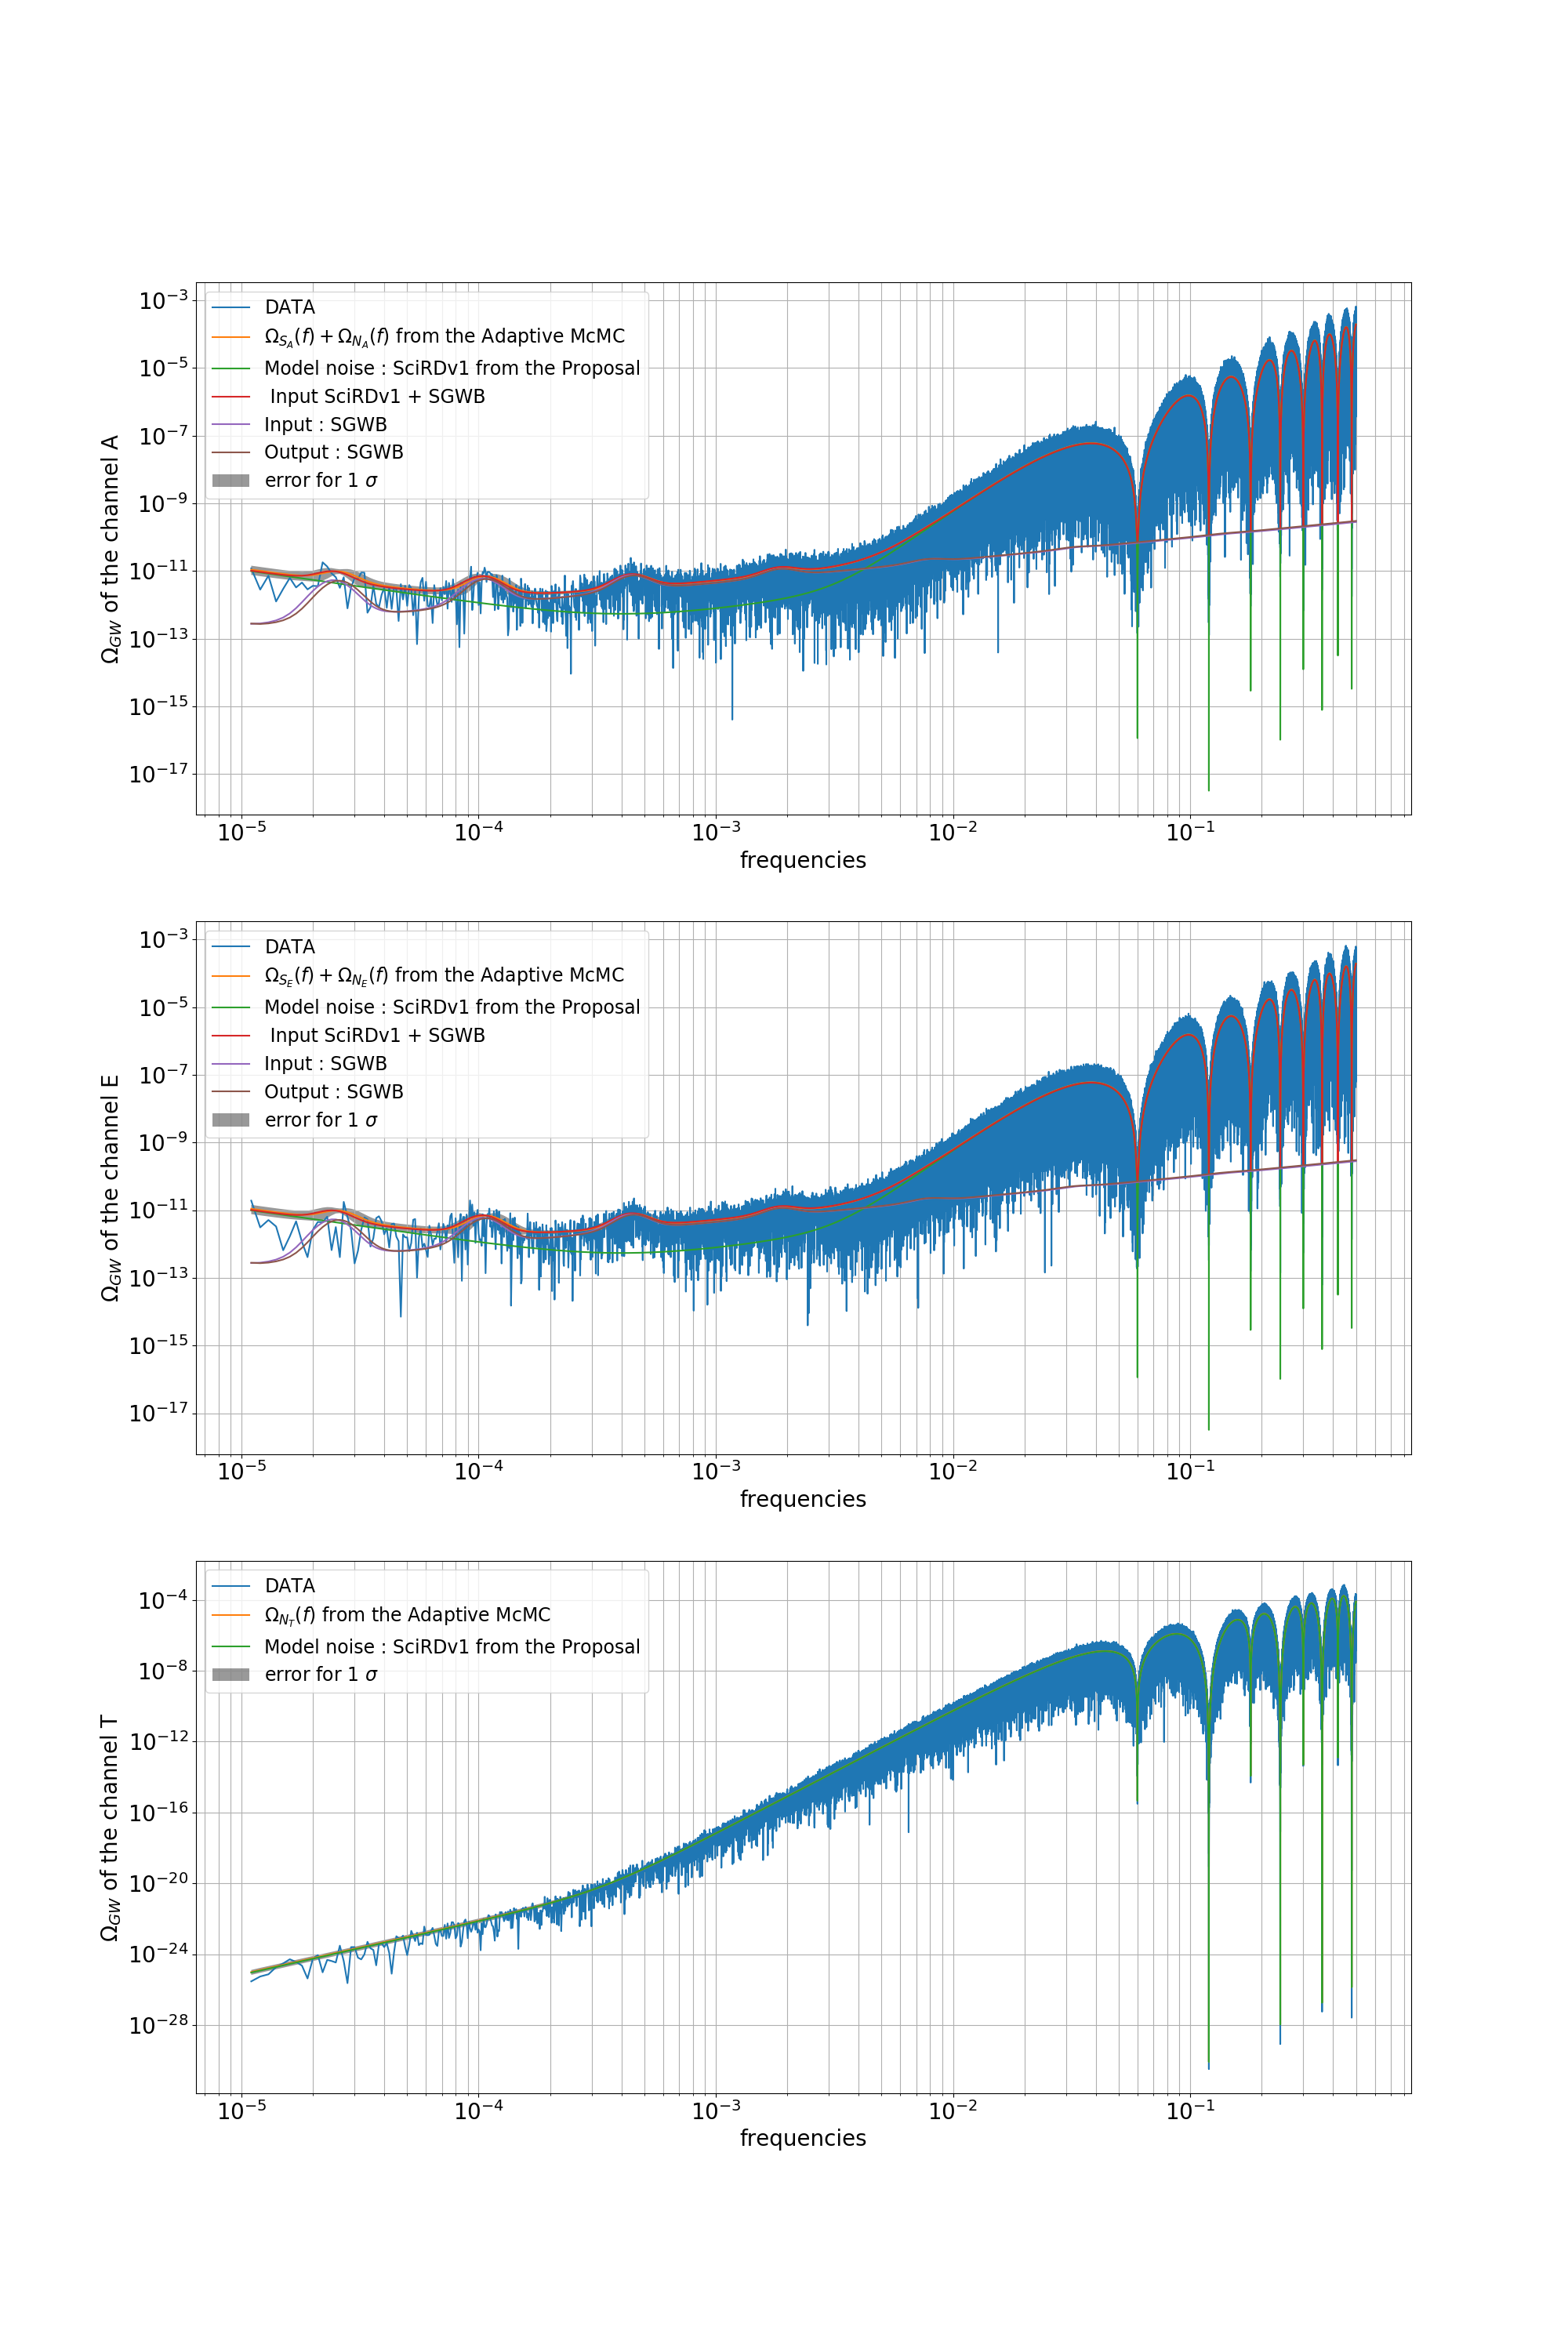 10⁻³
10⁻⁵
10⁻⁷
10⁻⁹
10⁻¹¹
10⁻¹³
10⁻¹⁵
10⁻¹⁷
Ω_GW of the channel A
DATA
Ω_{S_A}(f) + Ω_{N_A}(f) from the Adaptive McMC
Model noise : SciRDv1 from the Proposal
Input SciRDv1 + SGWB
Input : SGWB
Output : SGWB
error for 1 σ
10⁻⁵ 10⁻⁴ 10⁻³ 10⁻² 10⁻¹
frequencies
10⁻³
10⁻⁵
10⁻⁷
10⁻⁹
10⁻¹¹
10⁻¹³
10⁻¹⁵
10⁻¹⁷
Ω_GW of the channel E
DATA
Ω_{S_E}(f) + Ω_{N_E}(f) from the Adaptive McMC
Model noise : SciRDv1 from the Proposal
Input SciRDv1 + SGWB
Input : SGWB
Output : SGWB
error for 1 σ
10⁻⁵ 10⁻⁴ 10⁻³ 10⁻² 10⁻¹
frequencies
10⁻⁴
10⁻⁸
10⁻¹²
10⁻¹⁶
10⁻²⁰
10⁻²⁴
10⁻²⁸
Ω_GW of the channel T
DATA
Ω_{N_T}(f) from the Adaptive McMC
Model noise : SciRDv1 from the Proposal
error for 1 σ
10⁻⁵ 10⁻⁴ 10⁻³ 10⁻² 10⁻¹
frequencies